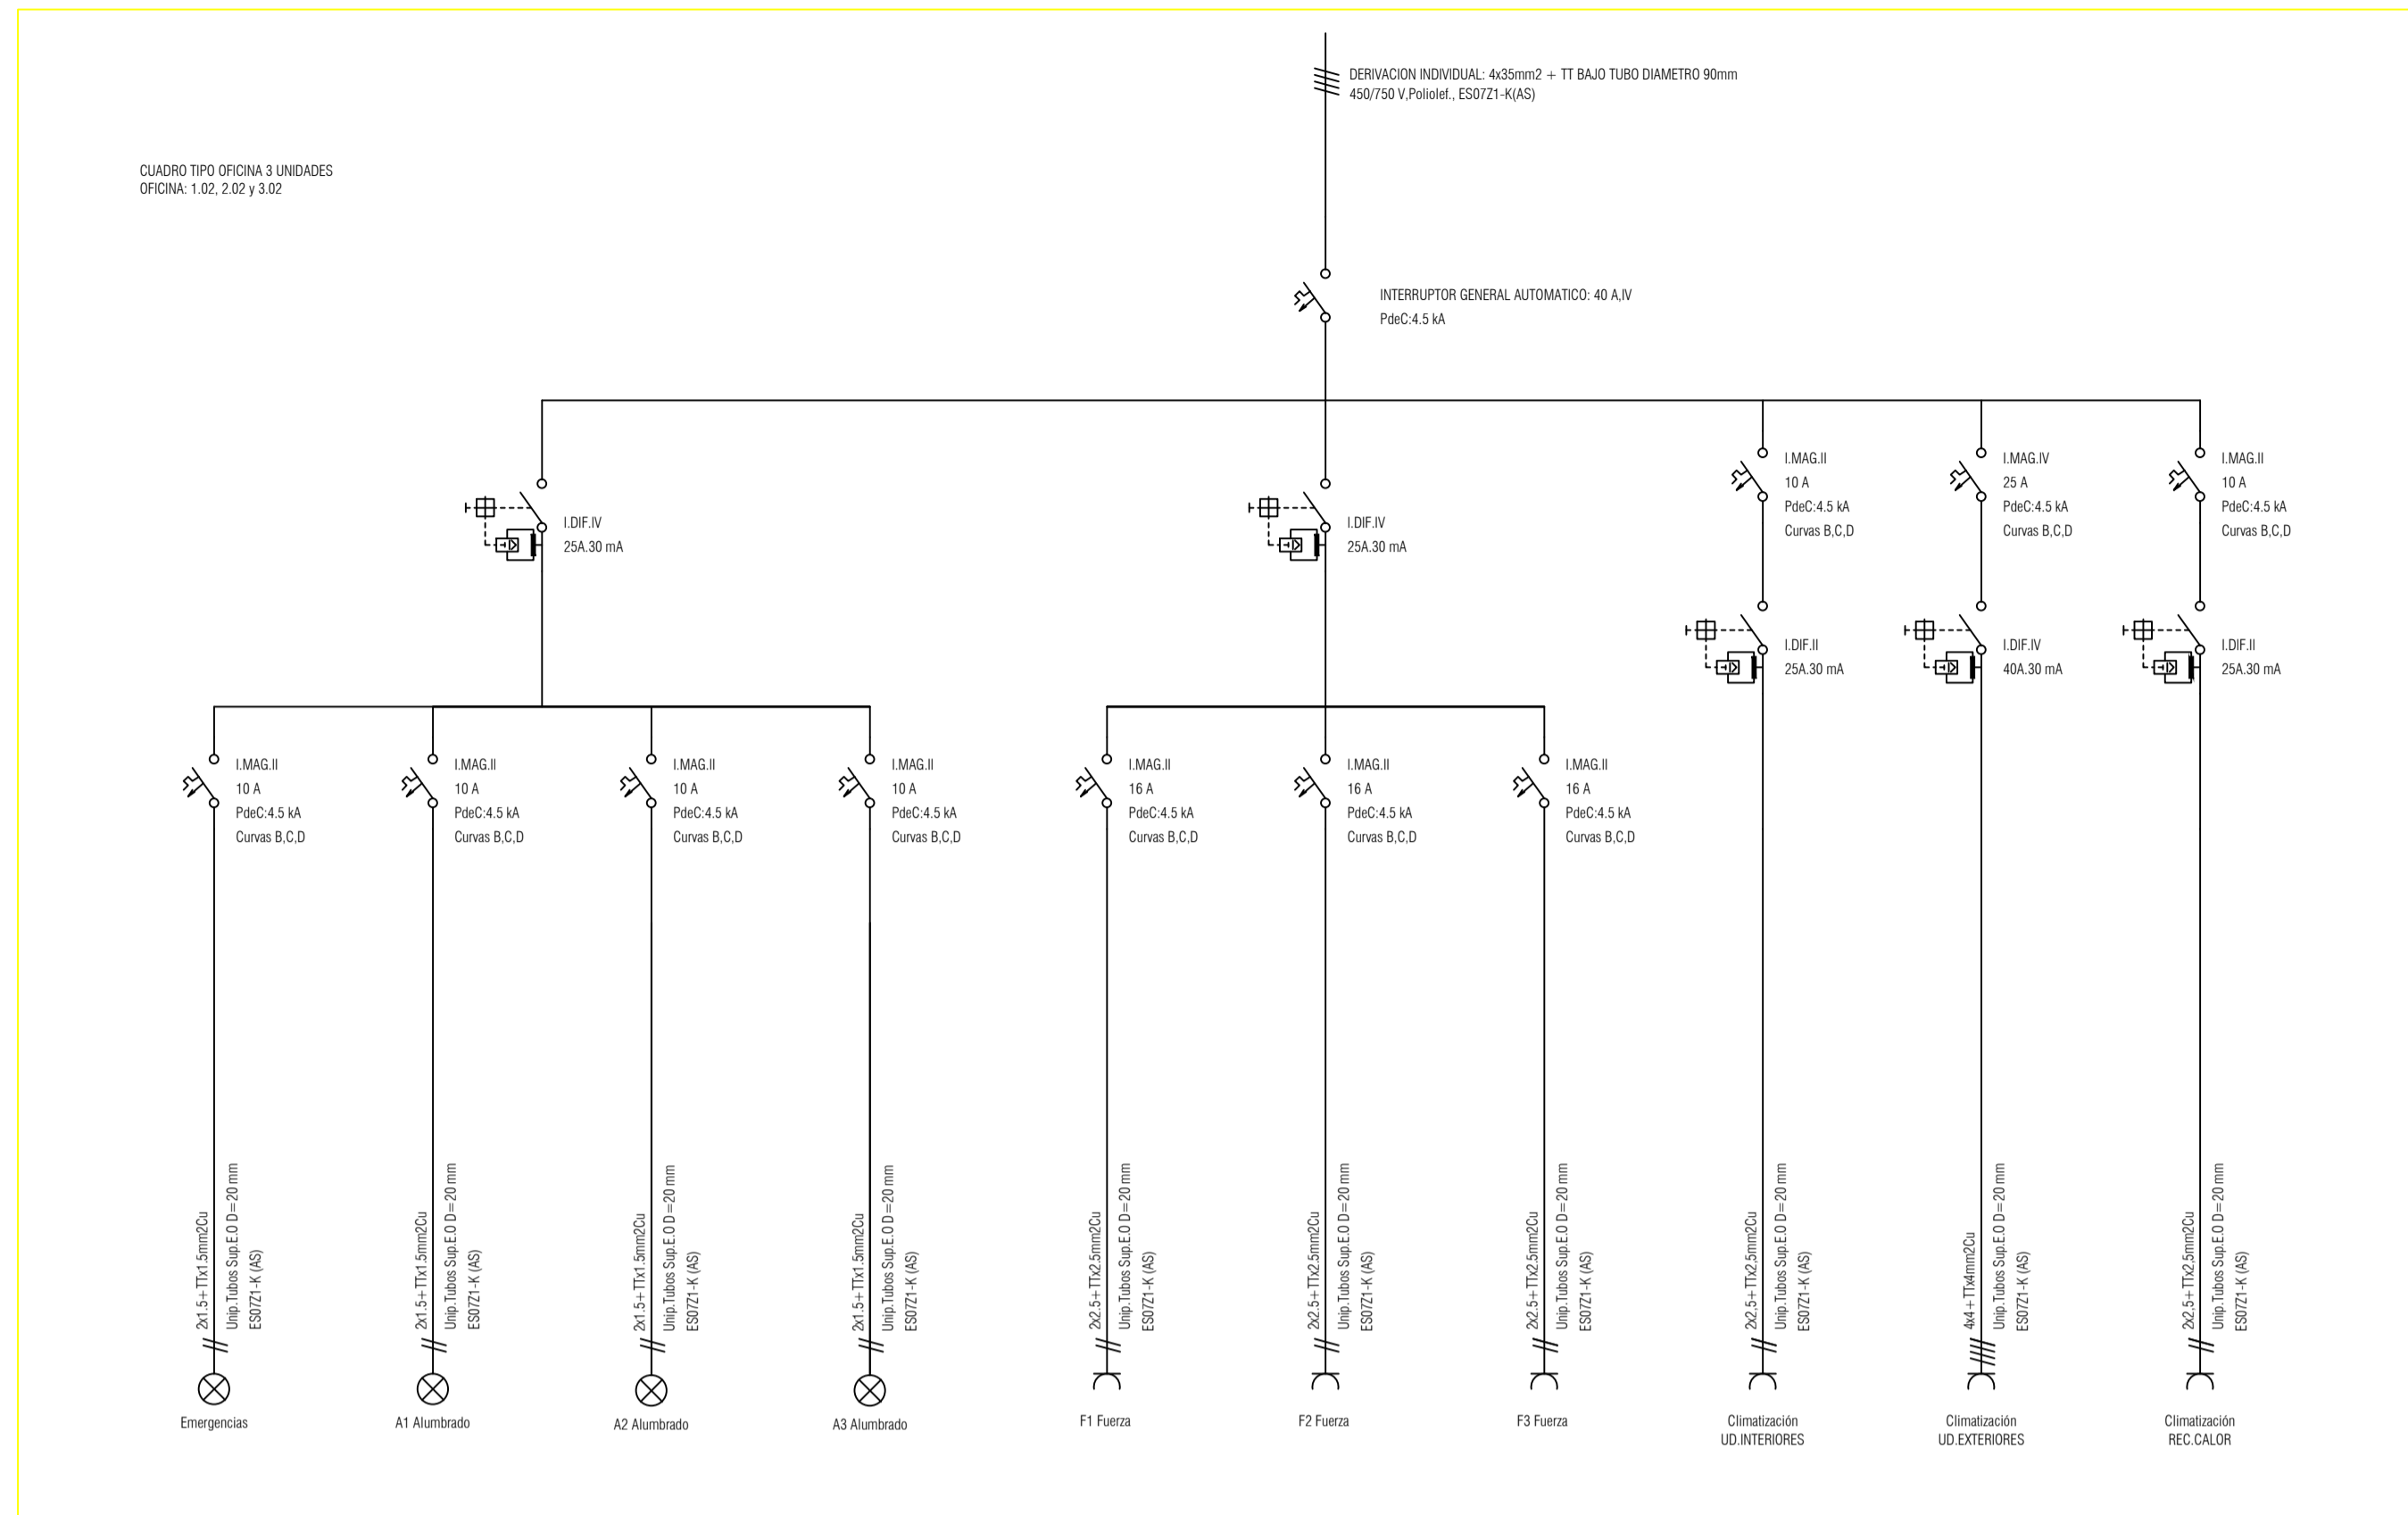 DERIVACION INDIVIDUAL: 4x35mm2 + TT BAJO TUBO DIAMETRO 90mm
450/750 V,Poliolef., ES07Z1-K(AS)
CUADRO TIPO OFICINA 3 UNIDADES
OFICINA: 1.02, 2.02 y 3.02
INTERRUPTOR GENERAL AUTOMATICO: 40 A,IV
PdeC:4.5 kA
I.DIF.IV
25A.30 mA
I.DIF.IV
25A.30 mA
I.MAG.II
10 A
PdeC:4.5 kA
Curvas B,C,D
I.MAG.IV
25 A
PdeC:4.5 kA
Curvas B,C,D
I.MAG.II
10 A
PdeC:4.5 kA
Curvas B,C,D
I.DIF.II
25A.30 mA
I.DIF.IV
40A.30 mA
I.DIF.II
25A.30 mA
I.MAG.II
10 A
PdeC:4.5 kA
Curvas B,C,D
I.MAG.II
10 A
PdeC:4.5 kA
Curvas B,C,D
I.MAG.II
10 A
PdeC:4.5 kA
Curvas B,C,D
I.MAG.II
10 A
PdeC:4.5 kA
Curvas B,C,D
I.MAG.II
16 A
PdeC:4.5 kA
Curvas B,C,D
I.MAG.II
16 A
PdeC:4.5 kA
Curvas B,C,D
I.MAG.II
16 A
PdeC:4.5 kA
Curvas B,C,D
2x1.5+TTx1.5mm2Cu
Unip.Tubos Sup.E.O D=20 mm
ES07Z1-K (AS)
2x1.5+TTx1.5mm2Cu
Unip.Tubos Sup.E.O D=20 mm
ES07Z1-K (AS)
2x1.5+TTx1.5mm2Cu
Unip.Tubos Sup.E.O D=20 mm
ES07Z1-K (AS)
2x1.5+TTx1.5mm2Cu
Unip.Tubos Sup.E.O D=20 mm
ES07Z1-K (AS)
2x2.5+TTx2.5mm2Cu
Unip.Tubos Sup.E.O D=20 mm
ES07Z1-K (AS)
2x2.5+TTx2.5mm2Cu
Unip.Tubos Sup.E.O D=20 mm
ES07Z1-K (AS)
2x2.5+TTx2.5mm2Cu
Unip.Tubos Sup.E.O D=20 mm
ES07Z1-K (AS)
2x2,5+TTx2,5mm2Cu
Unip.Tubos Sup.E.O D=20 mm
ES07Z1-K (AS)
4x4+TTx4mm2Cu
Unip.Tubos Sup.E.O D=20 mm
ES07Z1-K (AS)
2x2,5+TTx2,5mm2Cu
Unip.Tubos Sup.E.O D=20 mm
ES07Z1-K (AS)
Emergencias
A1 Alumbrado
A2 Alumbrado
A3 Alumbrado
F1 Fuerza
F2 Fuerza
F3 Fuerza
Climatización
UD.INTERIORES
Climatización
UD.EXTERIORES
Climatización
REC.CALOR